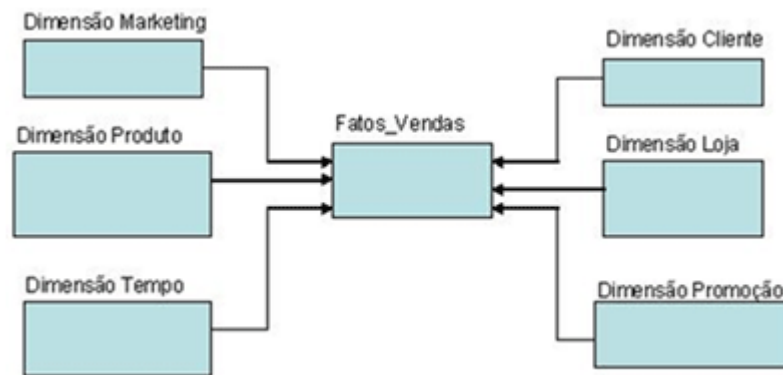 Dimensão Marketing
Dimensão Cliente
Fatos_Vendas
Dimensão Produto
Dimensão Loja
Dimensão Tempo
Dimensão Promoção